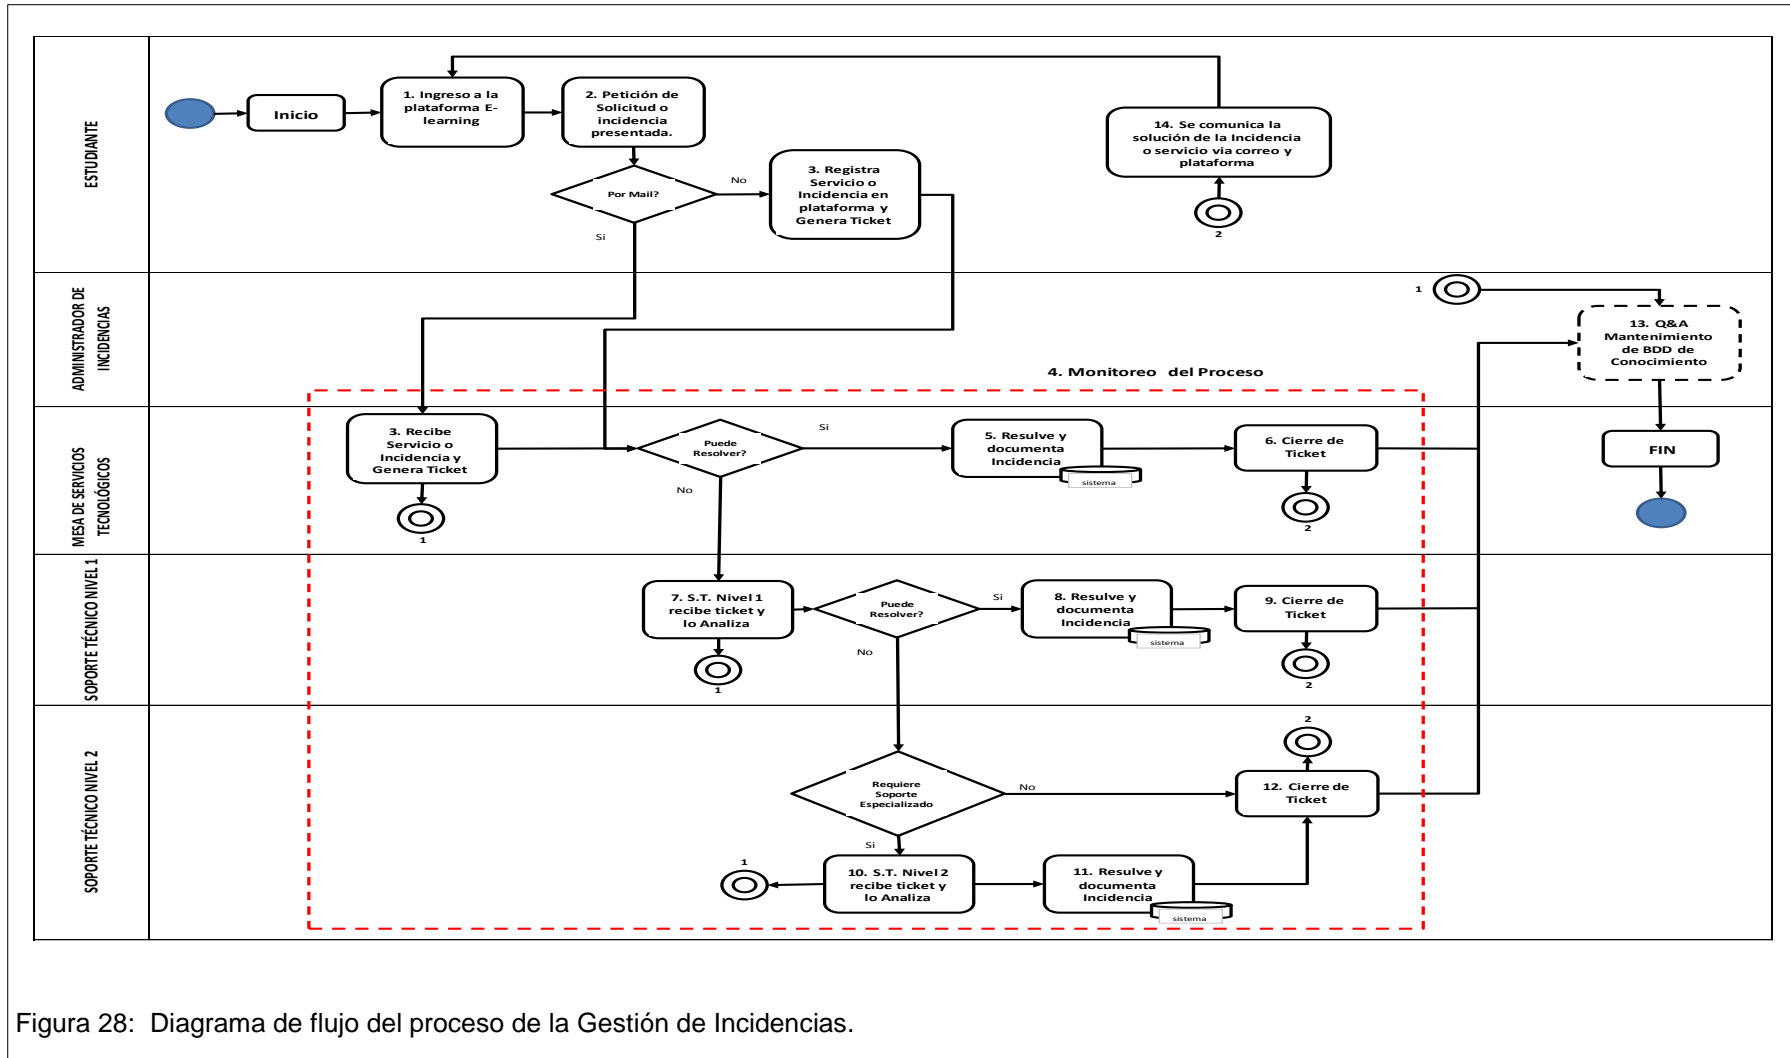 ESTUDIANTE
Inicio
1. Ingreso a la
plataforma E-
learning
2. Petición de
Solicitud o
incidencia
presentada.
14. Se comunica la
solución de la Incidencia
o servicio via correo y
plataforma
2
Por Mail?
No
Si
3. Registra
Servicio o
Incidencia en
plataforma y
Genera Ticket
ADMINISTRADOR DE
INCIDENCIAS
1
13. Q&A
Mantenimiento
de BDD de
Conocimiento
4. Monitoreo del Proceso
MESA DE SERVICIOS
TECNOLÓGICOS
3. Recibe
Servicio o
Incidencia y
Genera Ticket
1
Puede
Resolver?
Si
No
5. Resulve y
documenta
Incidencia
sistema
6. Cierre de
Ticket
2
FIN
SOPORTE TÉCNICO NIVEL 1
7. S.T. Nivel 1
recibe ticket y
lo Analiza
1
Puede
Resolver?
Si
No
8. Resulve y
documenta
Incidencia
sistema
9. Cierre de
Ticket
2
SOPORTE TÉCNICO NIVEL 2
Requiere
Soporte
Especializado
No
Si
2
12. Cierre de
Ticket
1
10. S.T. Nivel 2
recibe ticket y
lo Analiza
11. Resulve y
documenta
Incidencia
sistema
Figura 28: Diagrama de flujo del proceso de la Gestión de Incidencias.